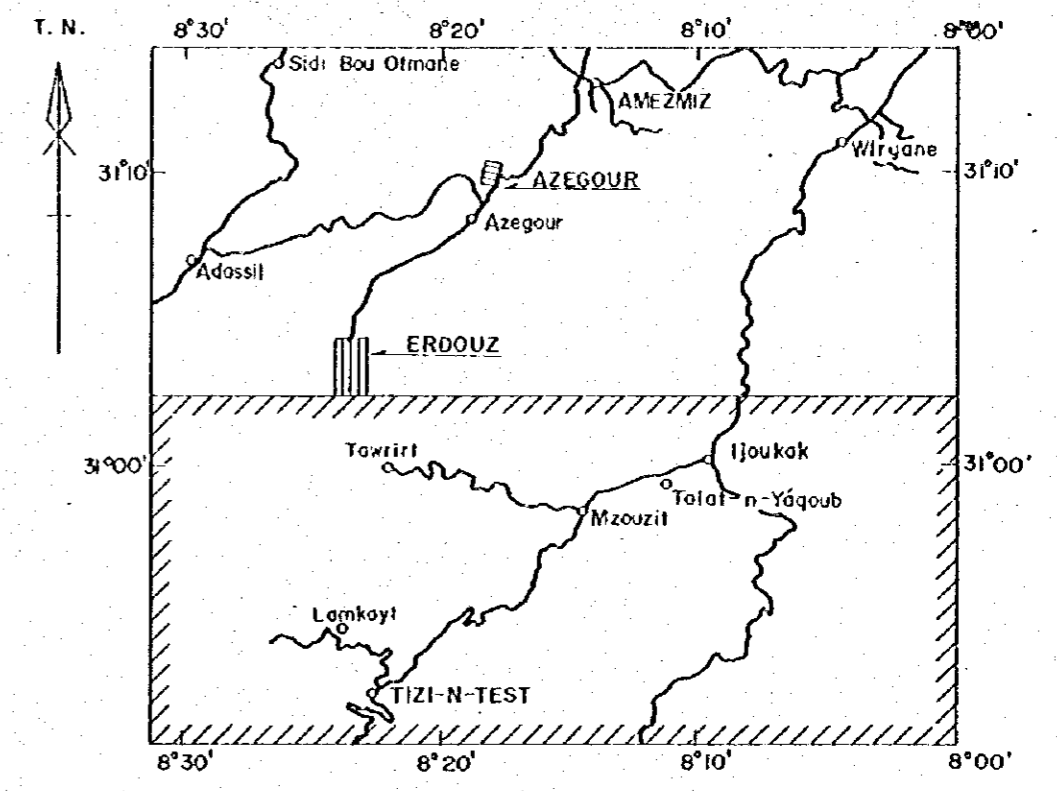 T. N.
8°30' 8°20' 8°10' 8°00'
Sidi Bou Otmane
AMEZMIZ
Wiryane
31°10' 31°10'
AZEGOUR
Azegour
Adassil
ERDOUZ
Tawrirt
Ijoukak
31°00' 31°00'
Talat-n-Yáqoub
Mzouzit
Lamkayt
TIZI-N-TEST
8°30' 8°20' 8°10' 8°00'